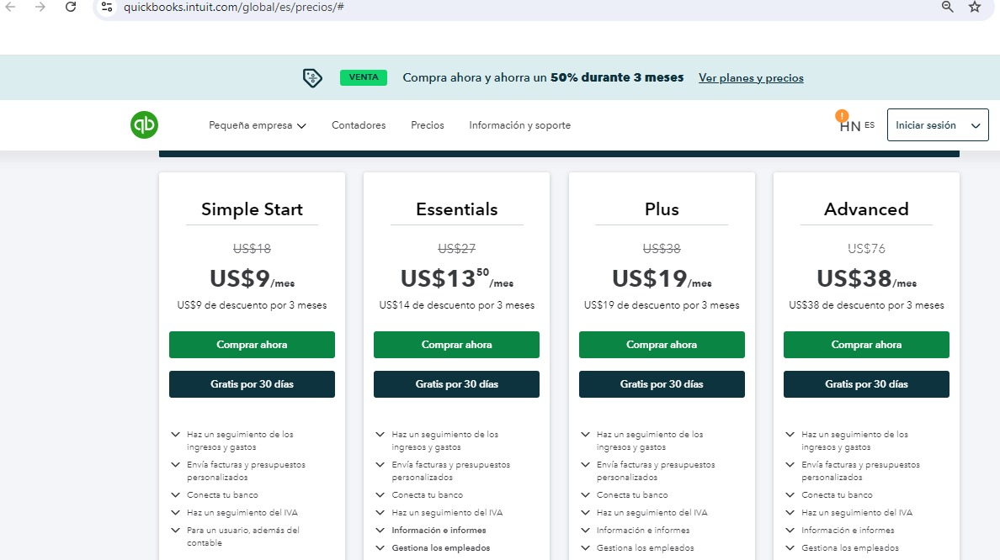 quickbooks.intuit.com/global/es/precios/#
VENTA Compra ahora y ahorra un 50% durante 3 meses Ver planes y precios
qb Pequeña empresa Contadores Precios Información y soporte ! HN ES Iniciar sesión
Simple Start
US$18
US$9/mes
US$9 de descuento por 3 meses
Comprar ahora
Gratis por 30 días
Haz un seguimiento de los
ingresos y gastos
Envía facturas y presupuestos
personalizados
Conecta tu banco
Haz un seguimiento del IVA
Para un usuario, además del
contable
Essentials
US$27
US$1350/mes
US$14 de descuento por 3 meses
Comprar ahora
Gratis por 30 días
Haz un seguimiento de los
ingresos y gastos
Envía facturas y presupuestos
personalizados
Conecta tu banco
Haz un seguimiento del IVA
Información e informes
Gestiona los empleados
Plus
US$38
US$19/mes
US$19 de descuento por 3 meses
Comprar ahora
Gratis por 30 días
Haz un seguimiento de los
ingresos y gastos
Envía facturas y presupuestos
personalizados
Conecta tu banco
Haz un seguimiento del IVA
Información e informes
Gestiona los empleados
Advanced
US$76
US$38/mes
US$38 de descuento por 3 meses
Comprar ahora
Gratis por 30 días
Haz un seguimiento de los
ingresos y gastos
Envía facturas y presupuestos
personalizados
Conecta tu banco
Haz un seguimiento del IVA
Información e informes
Gestiona los empleados